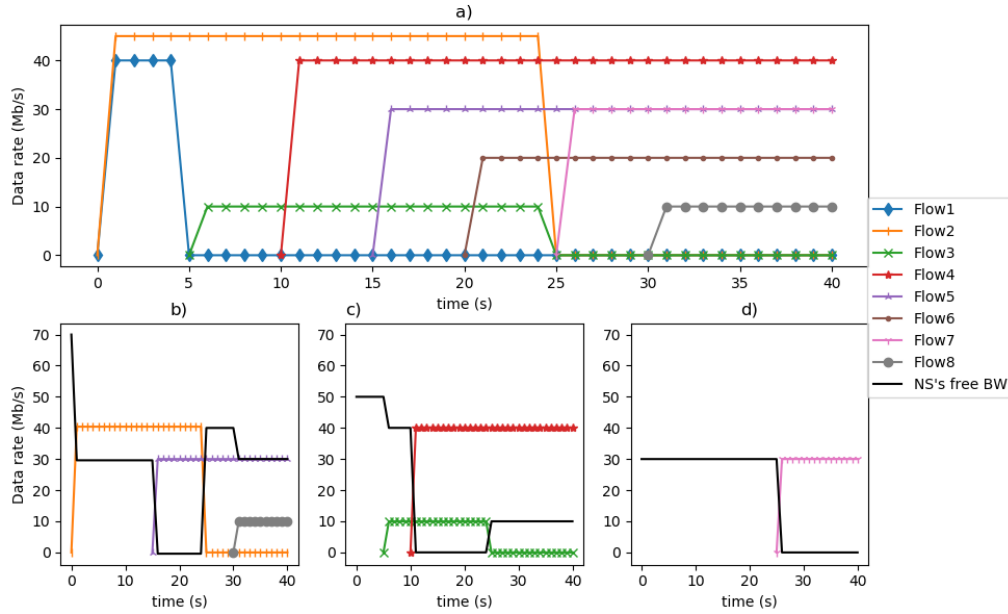 a)
Data rate (Mb/s)
40
30
20
10
0
0 5 10 15 20 25 30 35 40
time (s)
Flow1
Flow2
Flow3
Flow4
Flow5
Flow6
Flow7
Flow8
NS's free BW
b)
Data rate (Mb/s)
70
60
50
40
30
20
10
0
0 10 20 30 40
time (s)
c)
70
60
50
40
30
20
10
0
0 10 20 30 40
time (s)
d)
70
60
50
40
30
20
10
0
0 10 20 30 40
time (s)